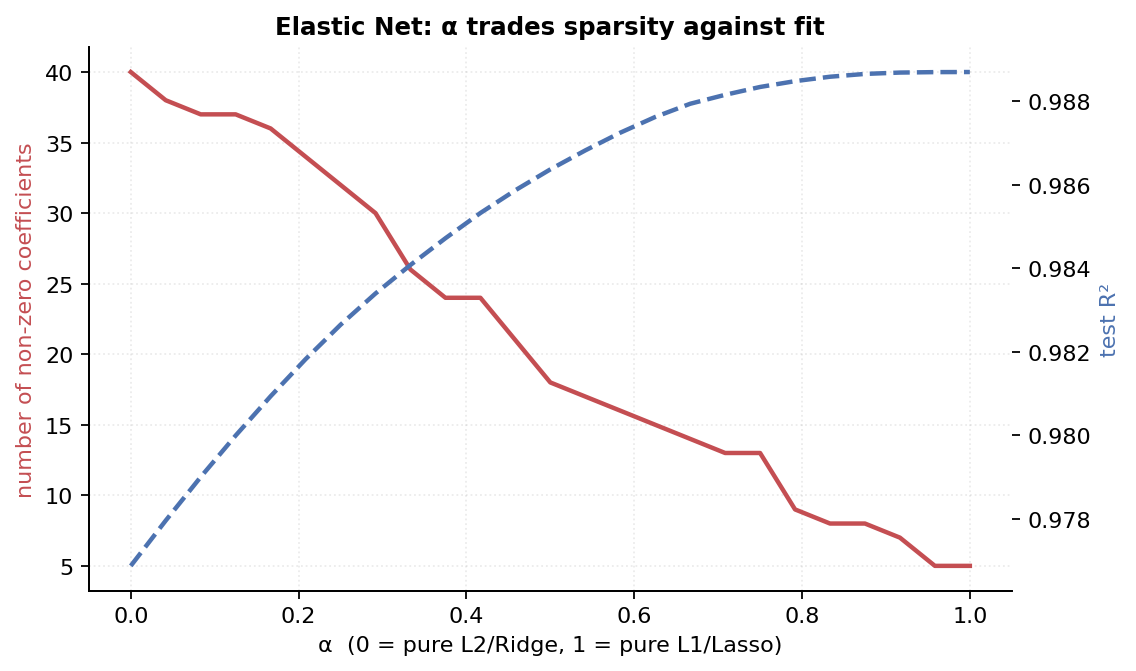 Elastic Net: α trades sparsity against fit
number of non-zero coefficients
40
35
30
25
20
15
10
5
0.988
0.986
0.984
0.982
0.980
0.978
test R²
0.0 0.2 0.4 0.6 0.8 1.0
α (0 = pure L2/Ridge, 1 = pure L1/Lasso)